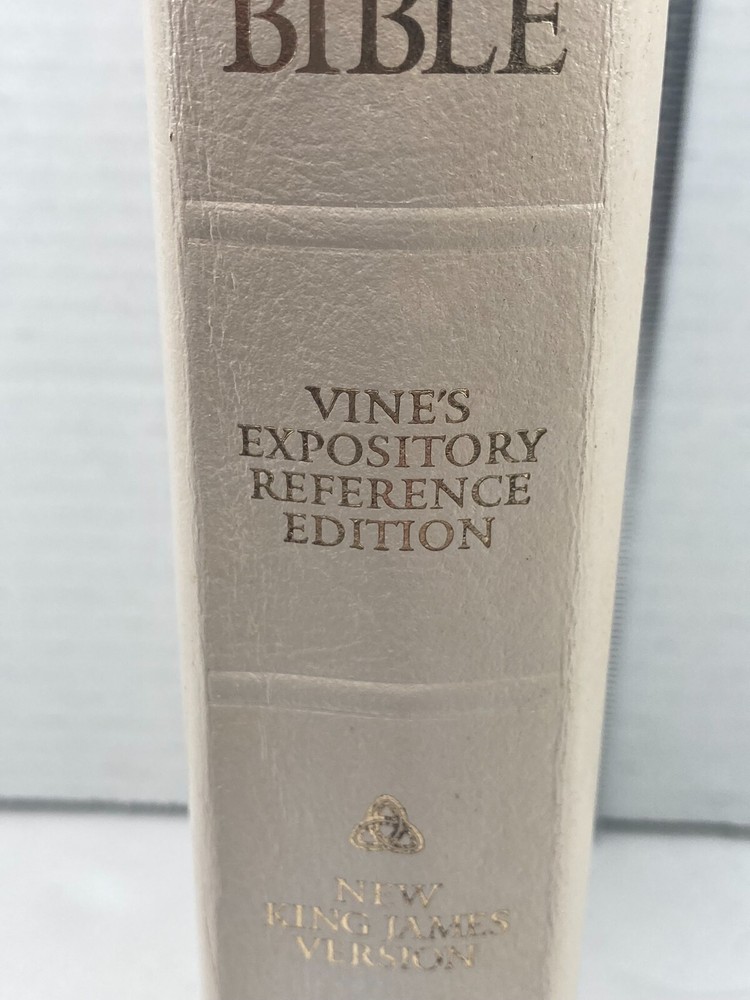 BIBLE
VINE'S
EXPOSITORY
REFERENCE
EDITION
NEW
KING JAMES
VERSION